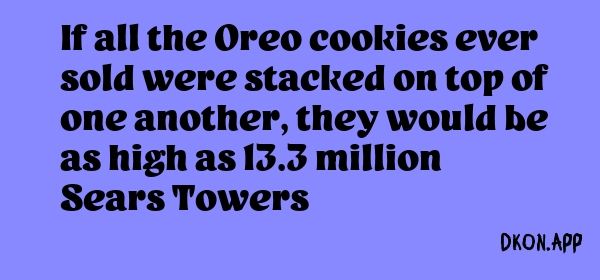 If all the Oreo cookies ever
sold were stacked on top of
one another, they would be
as high as 13.3 million
Sears Towers
DKON.APP